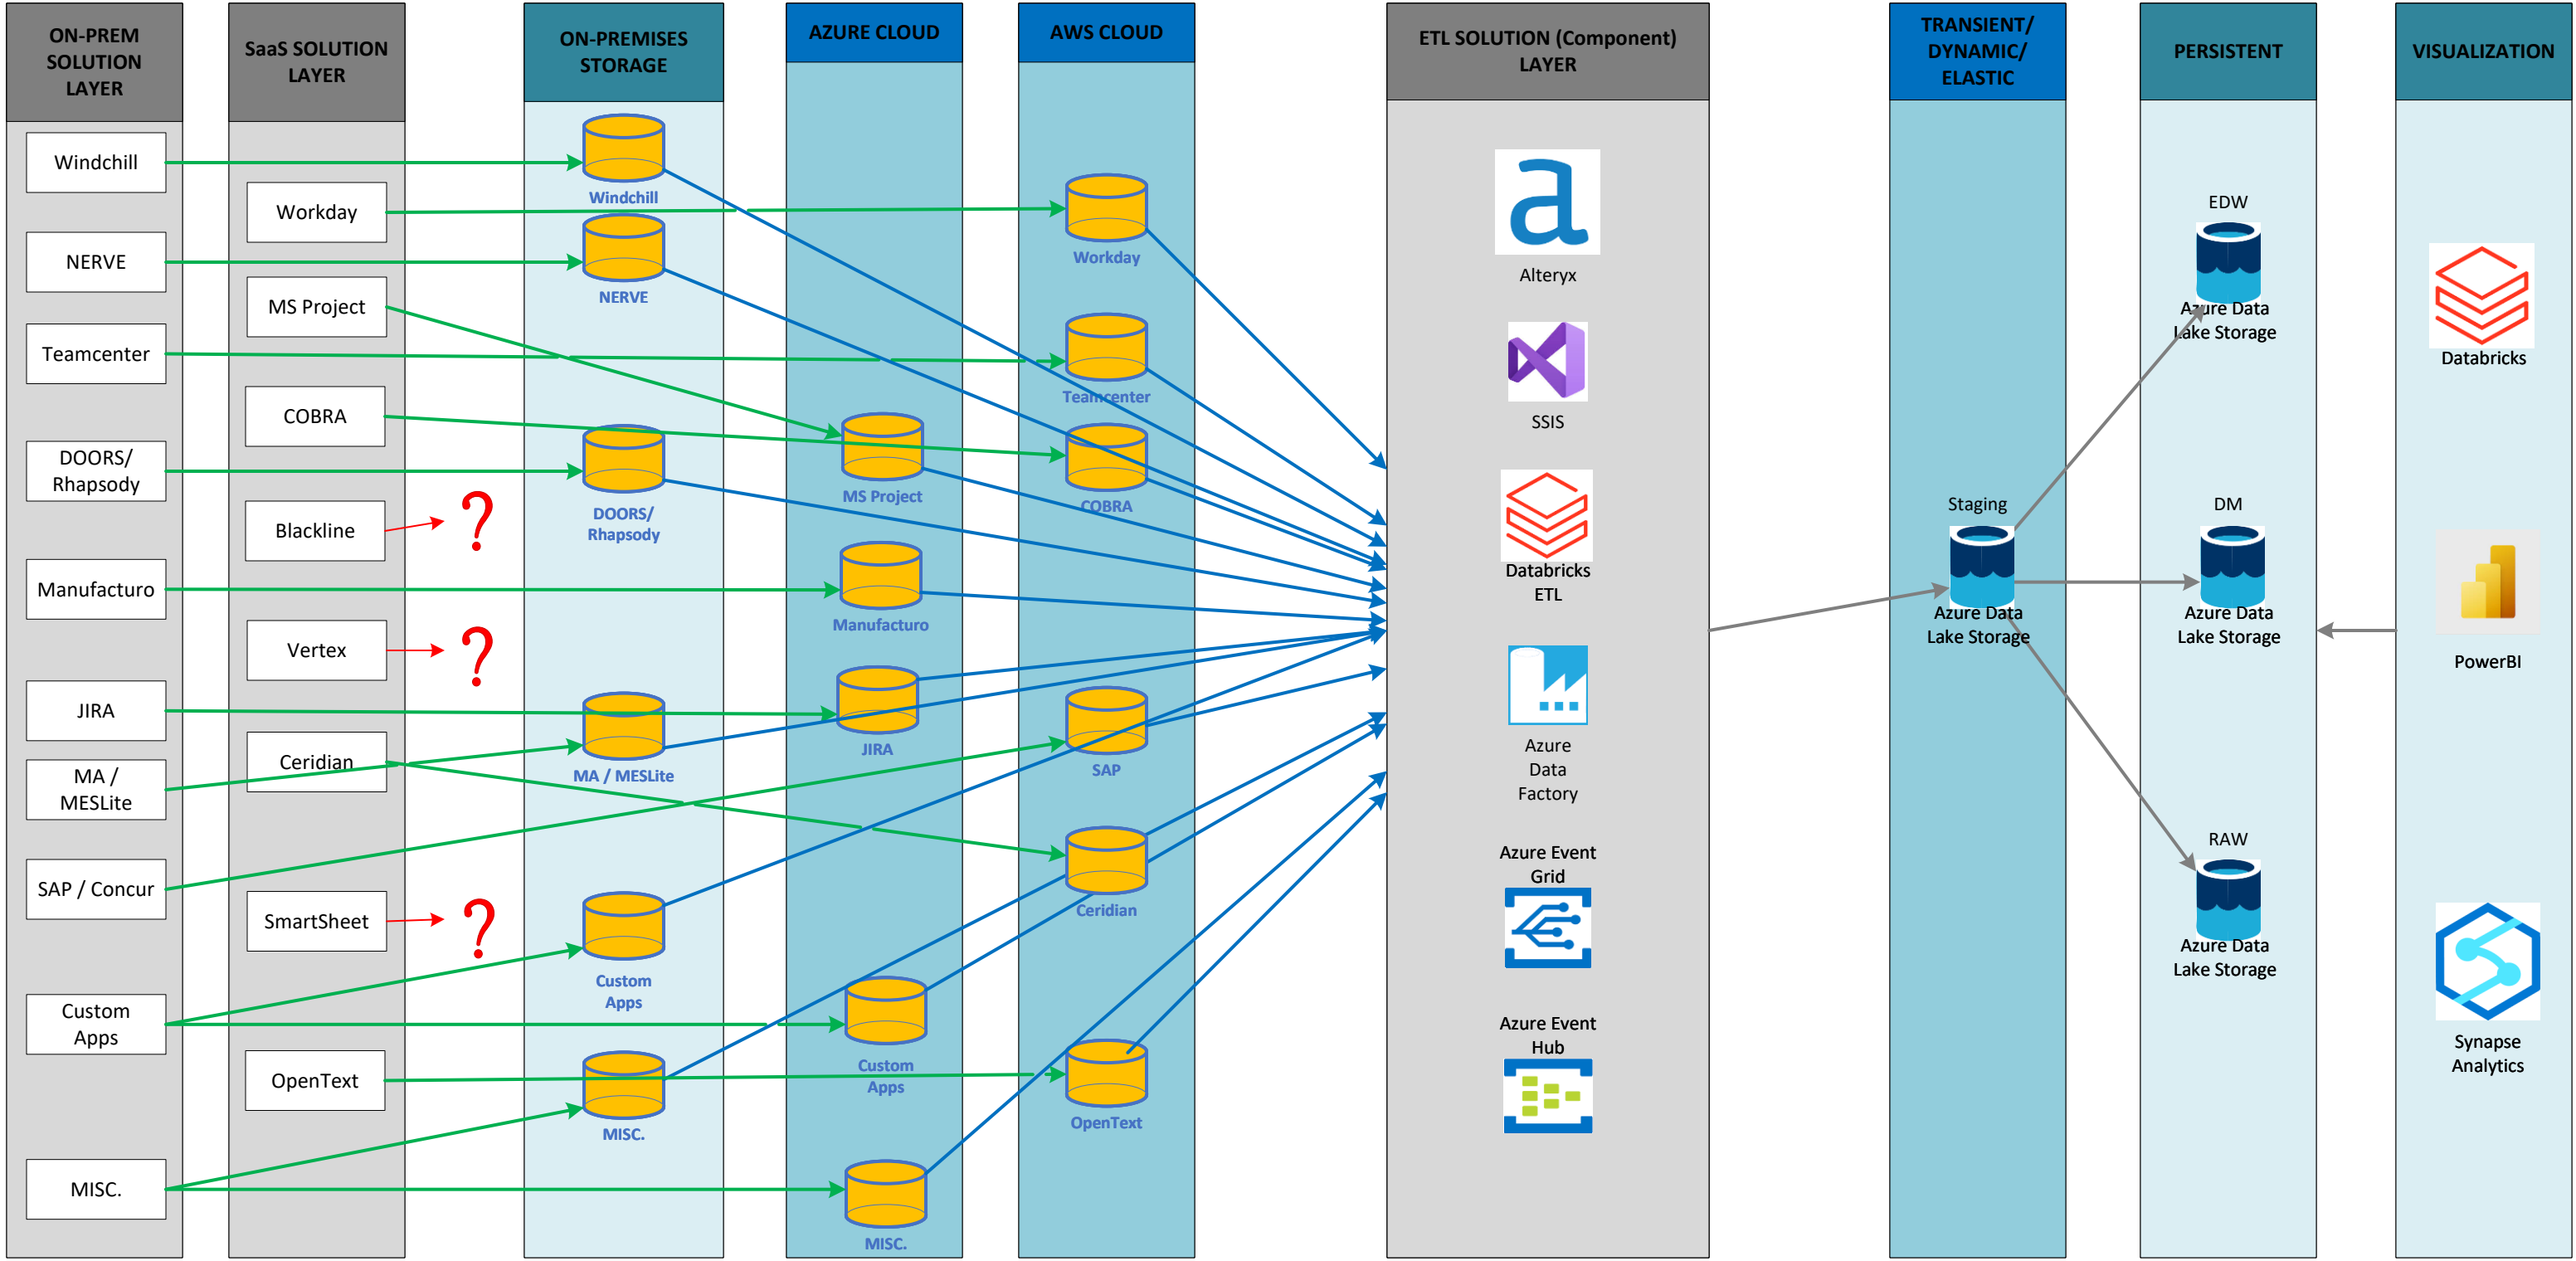 ON-PREM
SOLUTION
LAYER
Windchill
NERVE
Teamcenter
DOORS/
Rhapsody
Manufacturo
JIRA
MA /
MESLite
SAP / Concur
Custom
Apps
MISC.
SaaS SOLUTION
LAYER
Workday
MS Project
COBRA
Blackline
?
Vertex
?
Ceridian
SmartSheet
?
OpenText
ON-PREMISES
STORAGE
Windchill
NERVE
DOORS/
Rhapsody
MA / MESLite
Custom
Apps
MISC.
AZURE CLOUD
MS Project
Manufacturo
JIRA
Custom
Apps
MISC.
AWS CLOUD
Workday
Teamcenter
COBRA
SAP
Ceridian
OpenText
ETL SOLUTION (Component)
LAYER
a
Alteryx
SSIS
Databricks
ETL
Azure
Data
Factory
Azure Event
Grid
Azure Event
Hub
TRANSIENT/
DYNAMIC/
ELASTIC
Staging
Azure Data
Lake Storage
PERSISTENT
EDW
Azure Data
Lake Storage
DM
Azure Data
Lake Storage
RAW
Azure Data
Lake Storage
VISUALIZATION
Databricks
PowerBI
Synapse
Analytics